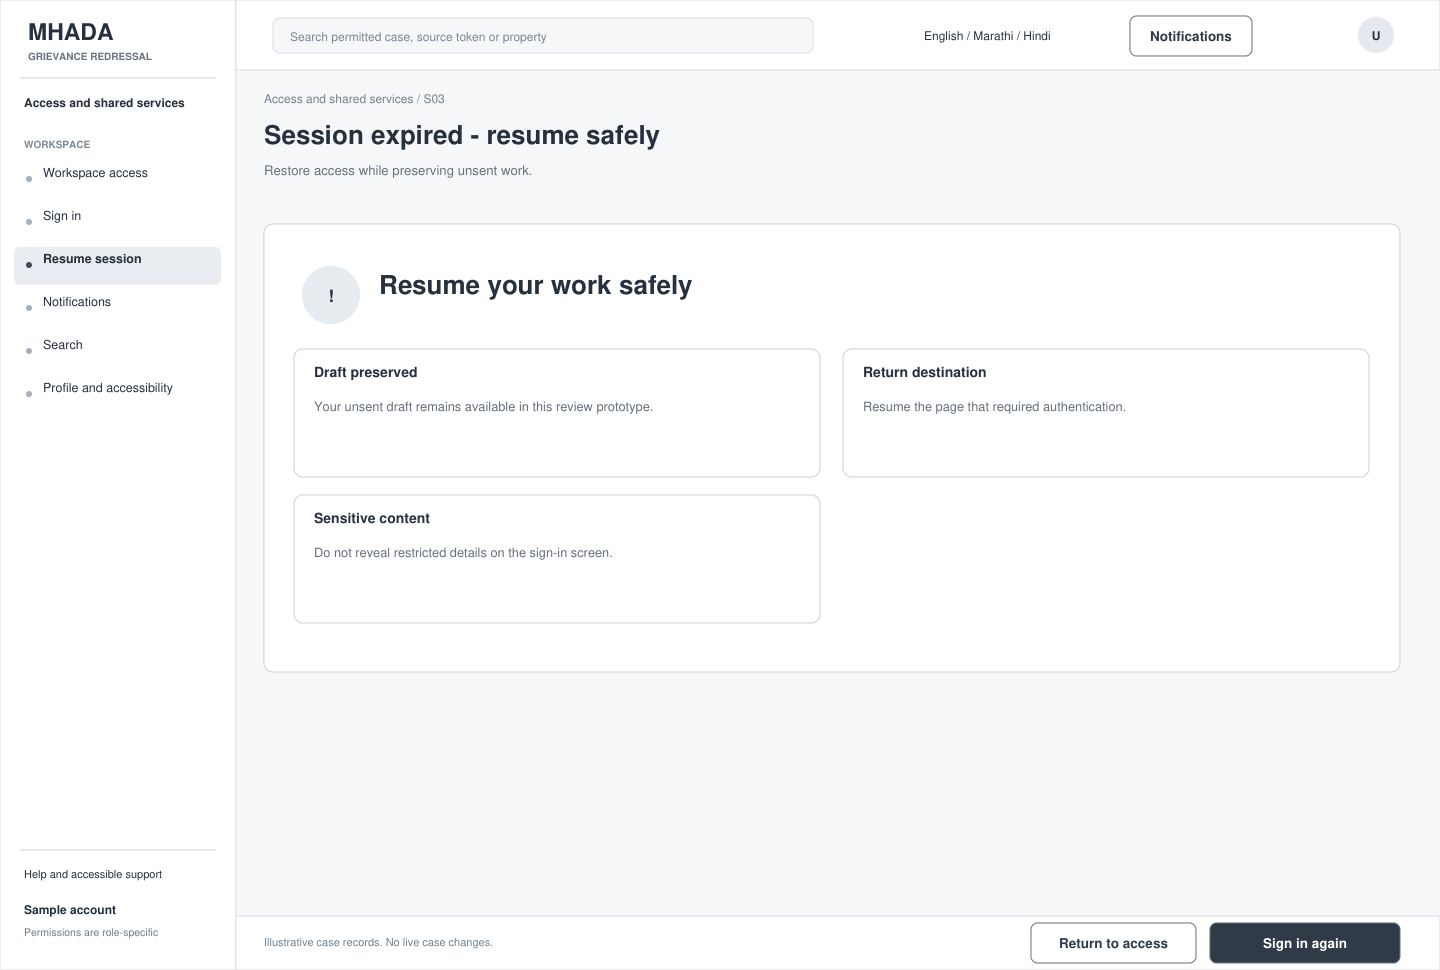 MHADA
GRIEVANCE REDRESSAL
Access and shared services
WORKSPACE
Workspace access
Sign in
Resume session
Notifications
Search
Profile and accessibility
Help and accessible support
Sample account
Permissions are role-specific
Search permitted case, source token or property
English / Marathi / Hindi
Notifications
U
Access and shared services / S03
Session expired - resume safely
Restore access while preserving unsent work.
!
Resume your work safely
Draft preserved
Your unsent draft remains available in this review prototype.
Return destination
Resume the page that required authentication.
Sensitive content
Do not reveal restricted details on the sign-in screen.
Illustrative case records. No live case changes.
Return to access
Sign in again